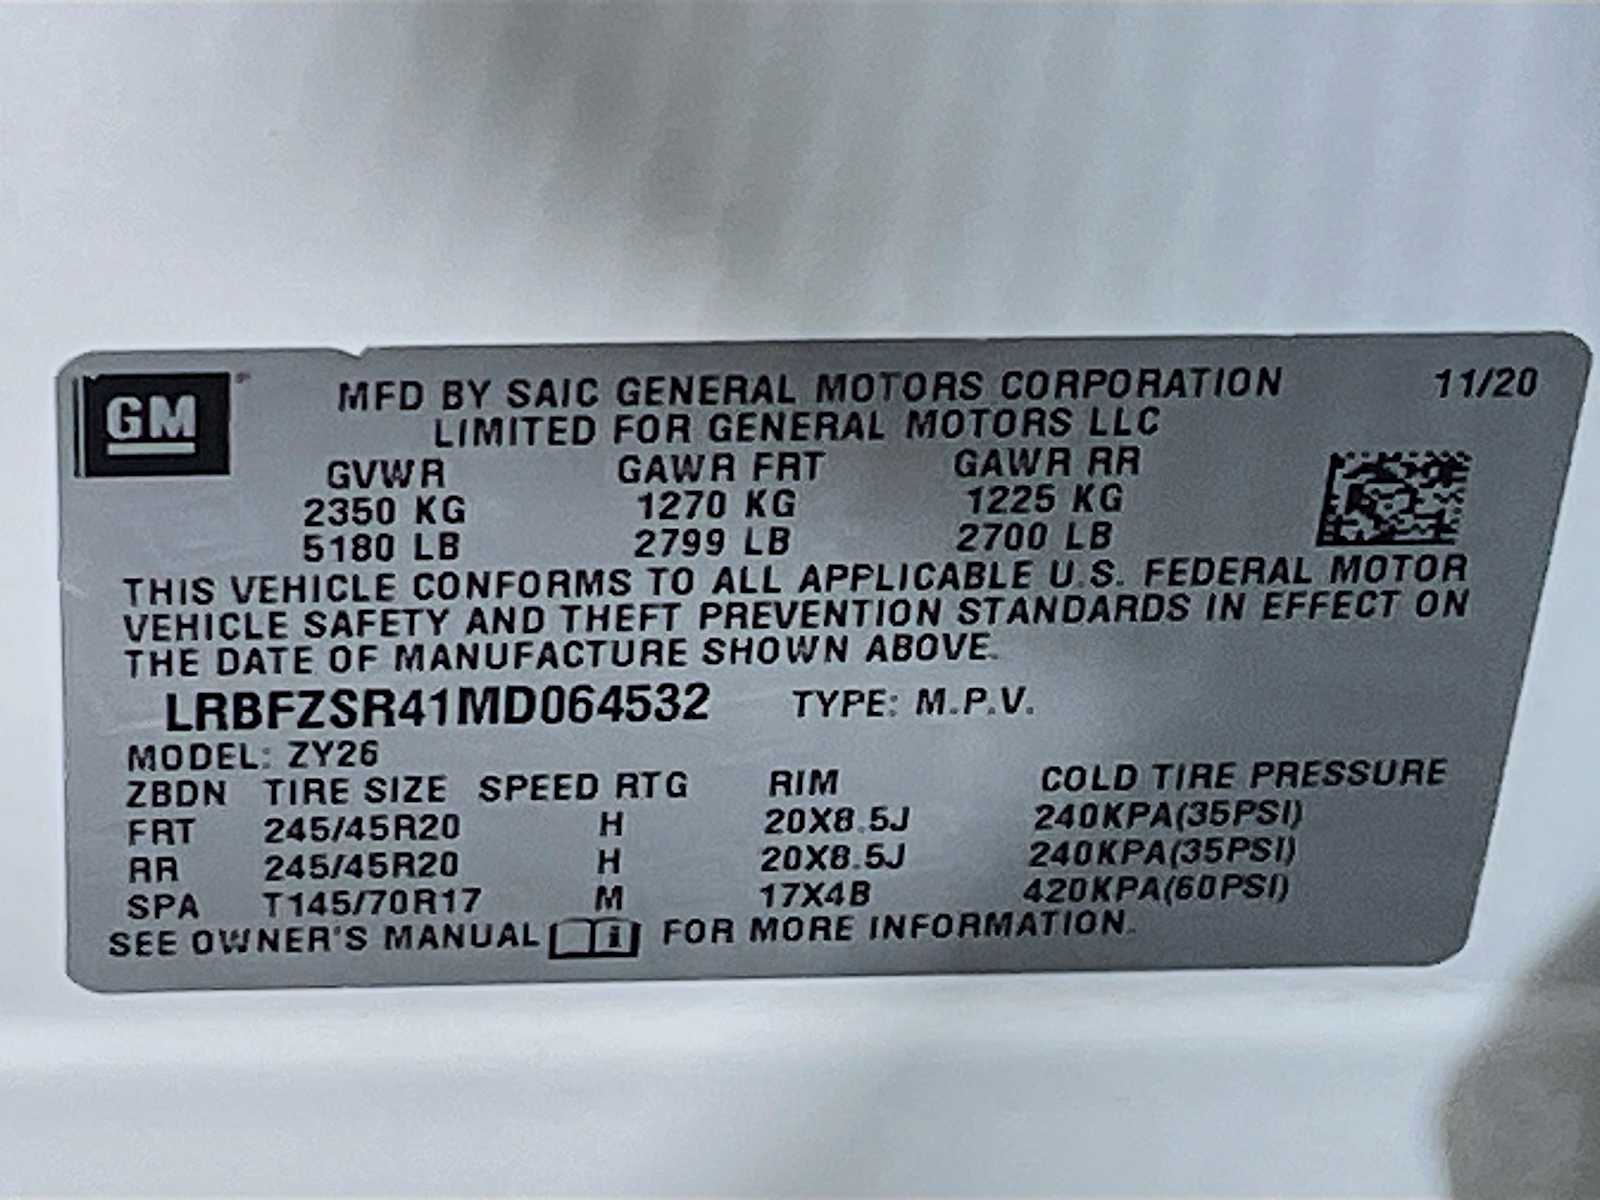 GM MFD BY SAIC GENERAL MOTORS CORPORATION 11/20
LIMITED FOR GENERAL MOTORS LLC
GVWR GAWR FRT GAWR RR
2350 KG 1270 KG 1225 KG
5180 LB 2799 LB 2700 LB
THIS VEHICLE CONFORMS TO ALL APPLICABLE U.S. FEDERAL MOTOR
VEHICLE SAFETY AND THEFT PREVENTION STANDARDS IN EFFECT ON
THE DATE OF MANUFACTURE SHOWN ABOVE.
LRBFZSR41MD064532 TYPE: M.P.V.
MODEL: ZY26
ZBDN TIRE SIZE SPEED RTG RIM COLD TIRE PRESSURE
FRT 245/45R20 H 20X8.5J 240KPA(35PSI)
RR 245/45R20 H 20X8.5J 240KPA(35PSI)
SPA T145/70R17 M 17X4B 420KPA(60PSI)
SEE OWNER'S MANUAL i FOR MORE INFORMATION.